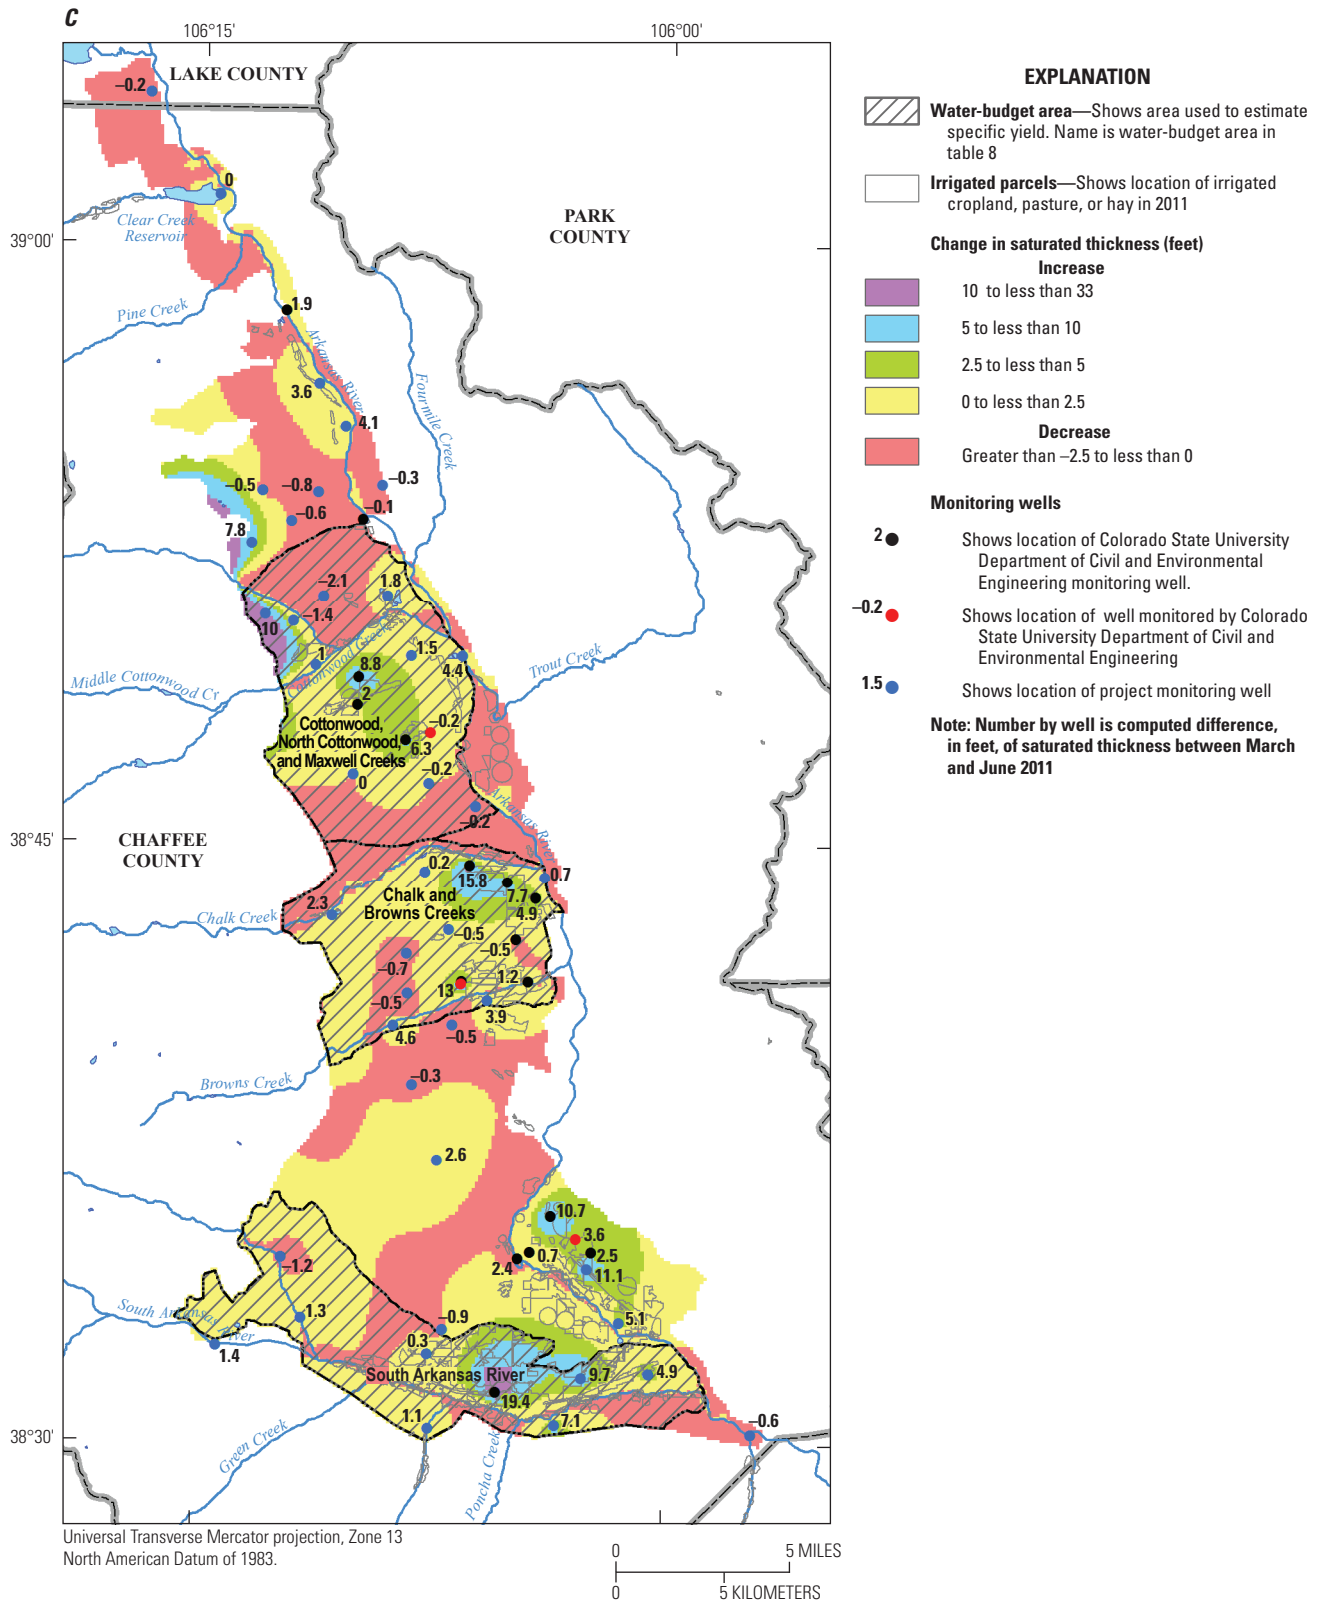 C
106°15'
106°00'
LAKE COUNTY
–0.2
0
Clear Creek
Reservoir
PARK
COUNTY
39°00'
Pine Creek
1.9
Arkansas River
3.6
4.1
Fourmile Creek
–0.5
–0.8
–0.3
–0.6
–0.1
7.8
–2.1
1.8
10
–1.4
Cottonwood Creek
1
1.5
8.8
4.4
Trout Creek
Middle Cottonwood Cr
2
–0.2
Cottonwood,
North Cottonwood,
and Maxwell Creeks
6.3
–0.2
0
Arkansas River
–0.2
38°45'
CHAFFEE
COUNTY
0.2
15.8
0.7
Chalk and
Browns Creeks
7.7
4.9
2.3
Chalk Creek
–0.5
–0.5
–0.7
13
1.2
–0.5
3.9
4.6
–0.5
Browns Creek
–0.3
2.6
10.7
3.6
0.7
2.5
2.4
11.1
–1.2
South Arkansas River
1.3
5.1
–0.9
0.3
1.4
South Arkansas River
9.7
4.9
19.4
1.1
7.1
–0.6
38°30'
Green Creek
Poncha Creek
Universal Transverse Mercator projection, Zone 13
North American Datum of 1983.
0 5 MILES
0 5 KILOMETERS
EXPLANATION
Water-budget area—Shows area used to estimate
specific yield. Name is water-budget area in
table 8
Irrigated parcels—Shows location of irrigated
cropland, pasture, or hay in 2011
Change in saturated thickness (feet)
Increase
10 to less than 33
5 to less than 10
2.5 to less than 5
0 to less than 2.5
Decrease
Greater than –2.5 to less than 0
Monitoring wells
2 Shows location of Colorado State University
Department of Civil and Environmental
Engineering monitoring well.
–0.2 Shows location of well monitored by Colorado
State University Department of Civil and
Environmental Engineering
1.5 Shows location of project monitoring well
Note: Number by well is computed difference,
in feet, of saturated thickness between March
and June 2011